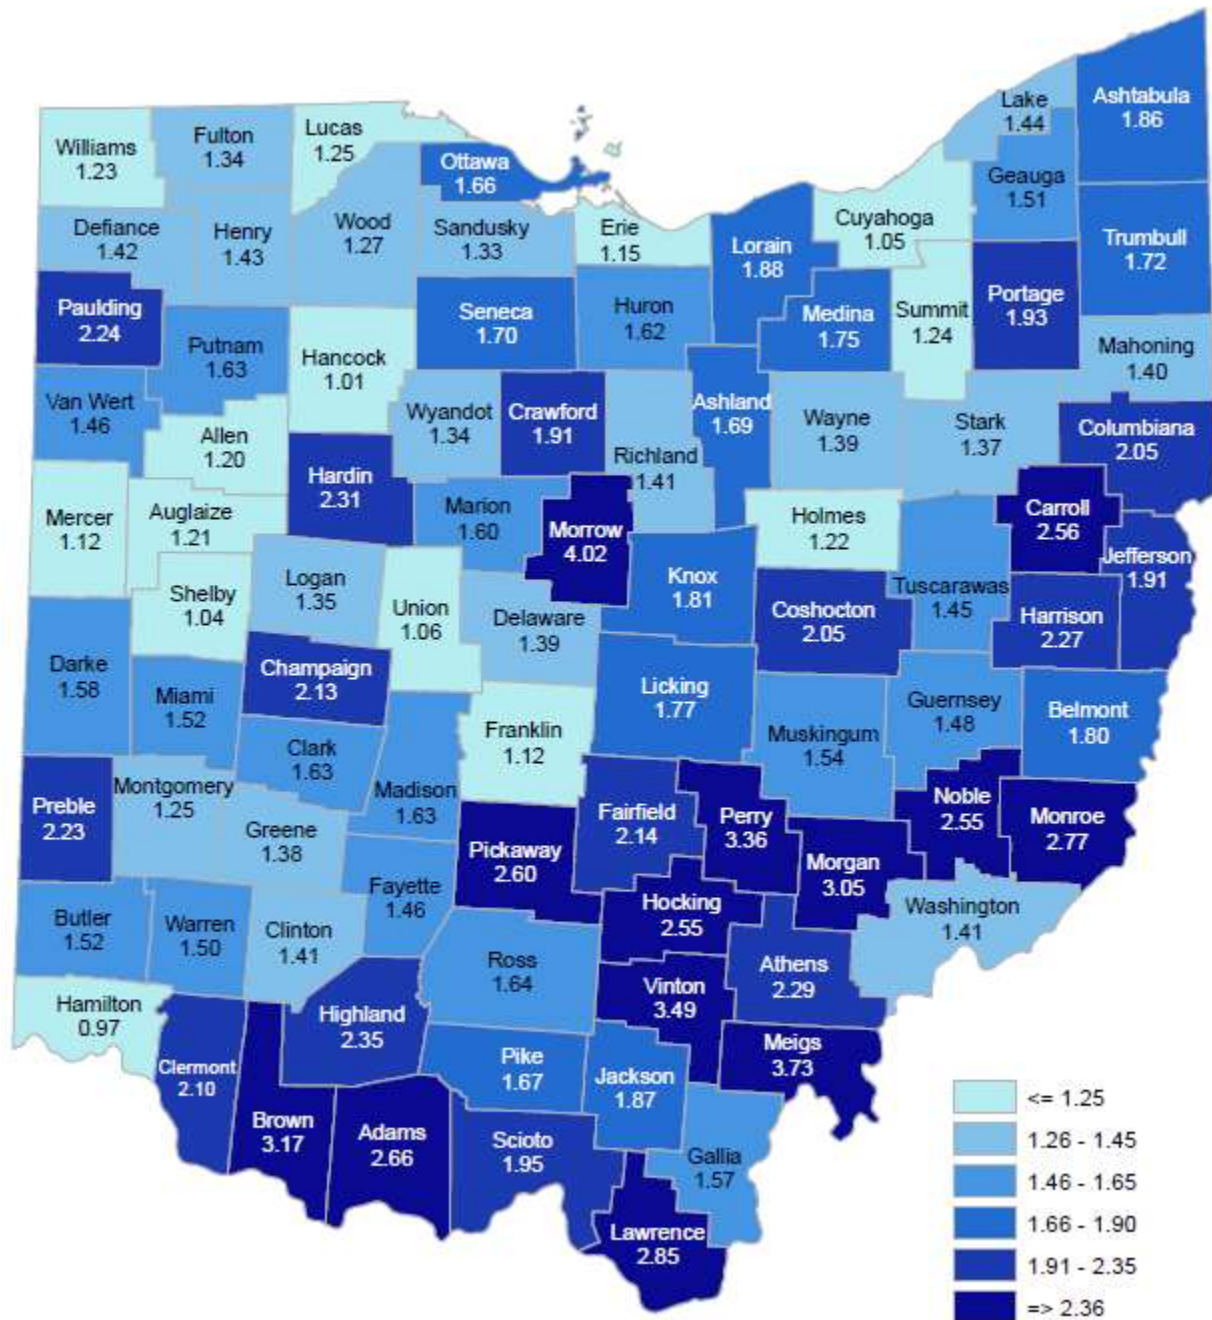 Ashtabula
1.86
Lake
1.44
Williams
1.23
Fulton
1.34
Lucas
1.25
Ottawa
1.66
Geauga
1.51
Defiance
1.42
Henry
1.43
Wood
1.27
Sandusky
1.33
Erie
1.15
Lorain
1.88
Cuyahoga
1.05
Trumbull
1.72
Paulding
2.24
Putnam
1.63
Hancock
1.01
Seneca
1.70
Huron
1.62
Medina
1.75
Summit
1.24
Portage
1.93
Mahoning
1.40
Van Wert
1.46
Allen
1.20
Wyandot
1.34
Crawford
1.91
Richland
1.41
Ashland
1.69
Wayne
1.39
Stark
1.37
Columbiana
2.05
Hardin
2.31
Mercer
1.12
Auglaize
1.21
Marion
1.60
Morrow
4.02
Holmes
1.22
Carroll
2.56
Jefferson
1.91
Shelby
1.04
Logan
1.35
Union
1.06
Delaware
1.39
Knox
1.81
Coshocton
2.05
Tuscarawas
1.45
Harrison
2.27
Darke
1.58
Miami
1.52
Champaign
2.13
Licking
1.77
Muskingum
1.54
Guernsey
1.48
Belmont
1.80
Clark
1.63
Franklin
1.12
Madison
1.63
Preble
2.23
Montgomery
1.25
Greene
1.38
Pickaway
2.60
Fairfield
2.14
Perry
3.36
Morgan
3.05
Noble
2.55
Monroe
2.77
Butler
1.52
Warren
1.50
Clinton
1.41
Fayette
1.46
Hocking
2.55
Washington
1.41
Ross
1.64
Vinton
3.49
Athens
2.29
Hamilton
0.97
Clermont
2.10
Highland
2.35
Pike
1.67
Jackson
1.87
Meigs
3.73
Brown
3.17
Adams
2.66
Scioto
1.95
Gallia
1.57
Lawrence
2.85
<= 1.25
1.26 - 1.45
1.46 - 1.65
1.66 - 1.90
1.91 - 2.35
=> 2.36